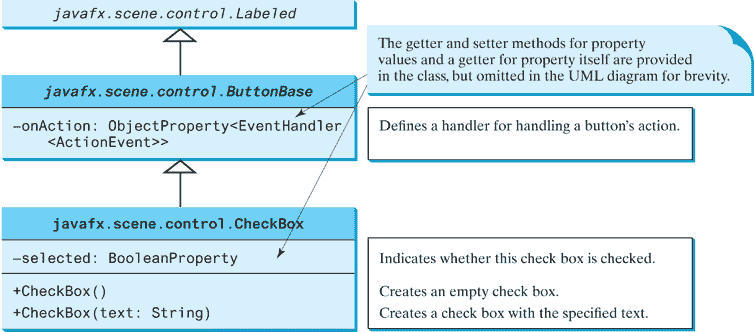 javafx.scene.control.Labeled
The getter and setter methods for property
values and a getter for property itself are provided
in the class, but omitted in the UML diagram for brevity.
javafx.scene.control.ButtonBase
–onAction: ObjectProperty<EventHandler
<ActionEvent>>
Defines a handler for handling a button's action.
javafx.scene.control.CheckBox
–selected: BooleanProperty
Indicates whether this check box is checked.
+CheckBox()
Creates an empty check box.
+CheckBox(text: String)
Creates a check box with the specified text.